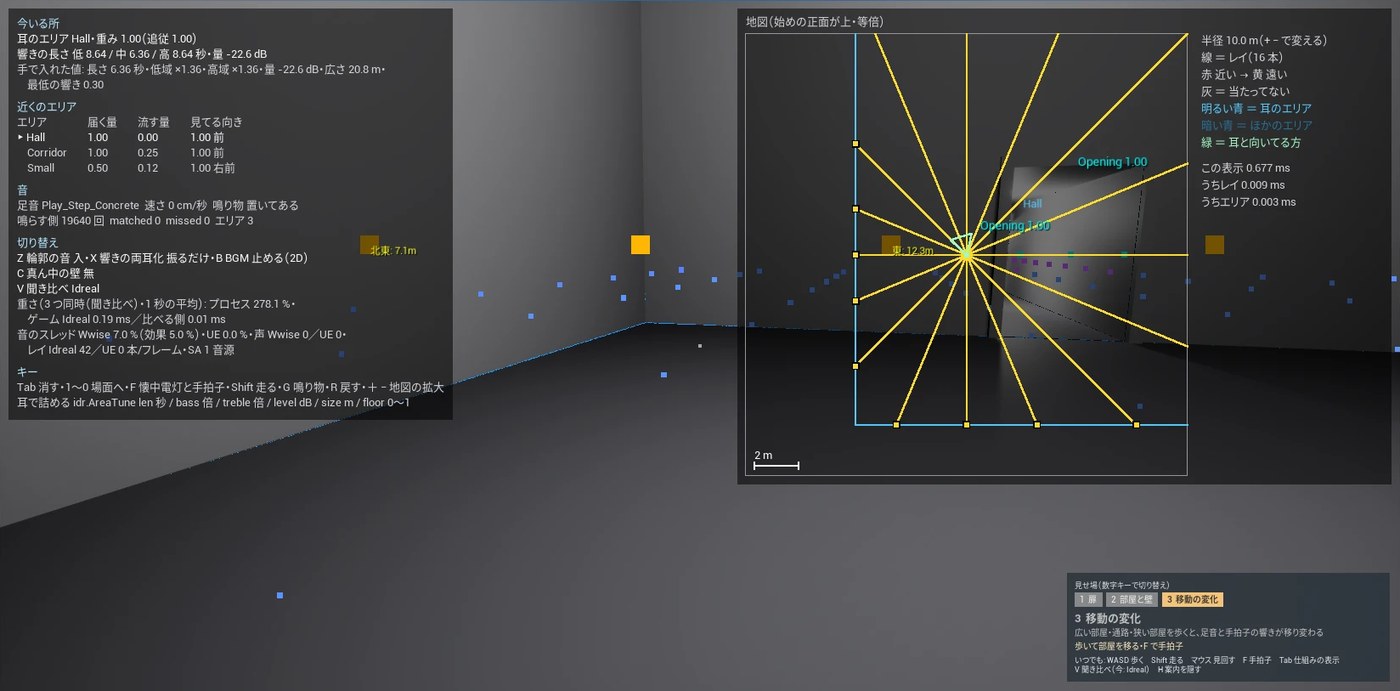 今いる所
耳のエリア Hall・重み 1.00(追従 1.00)
響きの長さ 低 8.64 / 中 6.36 / 高 8.64 秒・量 -22.6 dB
手で入れた値: 長さ 6.36 秒・低域 ×1.36・高域 ×1.36・量 -22.6 dB・広さ 20.8 m・
最低の響き 0.30
近くのエリア
エリア 届く量 流す量 見てる向き
▸ Hall 1.00 0.00 1.00 前
Corridor 1.00 0.25 1.00 前
Small 0.50 0.12 1.00 右前
音
足音 Play_Step_Concrete 速さ 0 cm/秒 鳴り物 置いてある
鳴らす側 19640 回 matched 0 missed 0 エリア 3
切り替え
Z 輪郭の音 入・X 響きの両耳化 振るだけ・B BGM 止める(2D)
C 真ん中の壁 無
V 聞き比べ Idreal
重さ(3 つ同時(聞き比べ)・1 秒の平均): プロセス 278.1 %・
ゲーム Idreal 0.19 ms／比べる側 0.01 ms
音のスレッド Wwise 7.0 %(効果 5.0 %)・UE 0.0 %・声 Wwise 0／UE 0・
レイ Idreal 42／UE 0 本/フレーム・SA 1 音源
キー
Tab 消す・1～0 場面へ・F 懐中電灯と手拍子・Shift 走る・G 鳴り物・R 戻す・＋ − 地図の拡大
耳で詰める idr.AreaTune len 秒 / bass 倍 / treble 倍 / level dB / size m / floor 0～1
北東: 7.1m
地図(始めの正面が上・等倍)
Opening 1.00
Hall
Opening 1.00
東: 12.3m
2 m
半径 10.0 m(+ − で変える)
線 ＝ レイ(16 本)
赤 近い → 黄 遠い
灰 ＝ 当たってない
明るい青 ＝ 耳のエリア
暗い青 ＝ ほかのエリア
緑 ＝ 耳と向いてる方
この表示 0.677 ms
うちレイ 0.009 ms
うちエリア 0.003 ms
見せ場(数字キーで切り替え)
1 扉 2 部屋と壁 3 移動の変化
3 移動の変化
広い部屋・通路・狭い部屋を歩くと、足音と手拍子の響きが移り変わる
歩いて部屋を移る・F で手拍子
いつでも: WASD 歩く Shift 走る マウス 見回す F 手拍子 Tab 仕組みの表示
V 聞き比べ(今: Idreal) H 案内を隠す